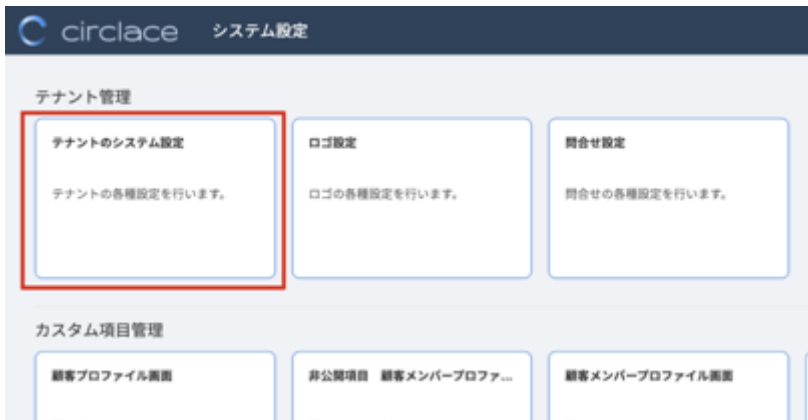 circlace システム設定
テナント管理
テナントのシステム設定
テナントの各種設定を行います。
ロゴ設定
ロゴの各種設定を行います。
問合せ設定
問合せの各種設定を行います。
カスタム項目管理
顧客プロファイル画面
非公開項目 顧客メンバープロファ...
顧客メンバープロファイル画面